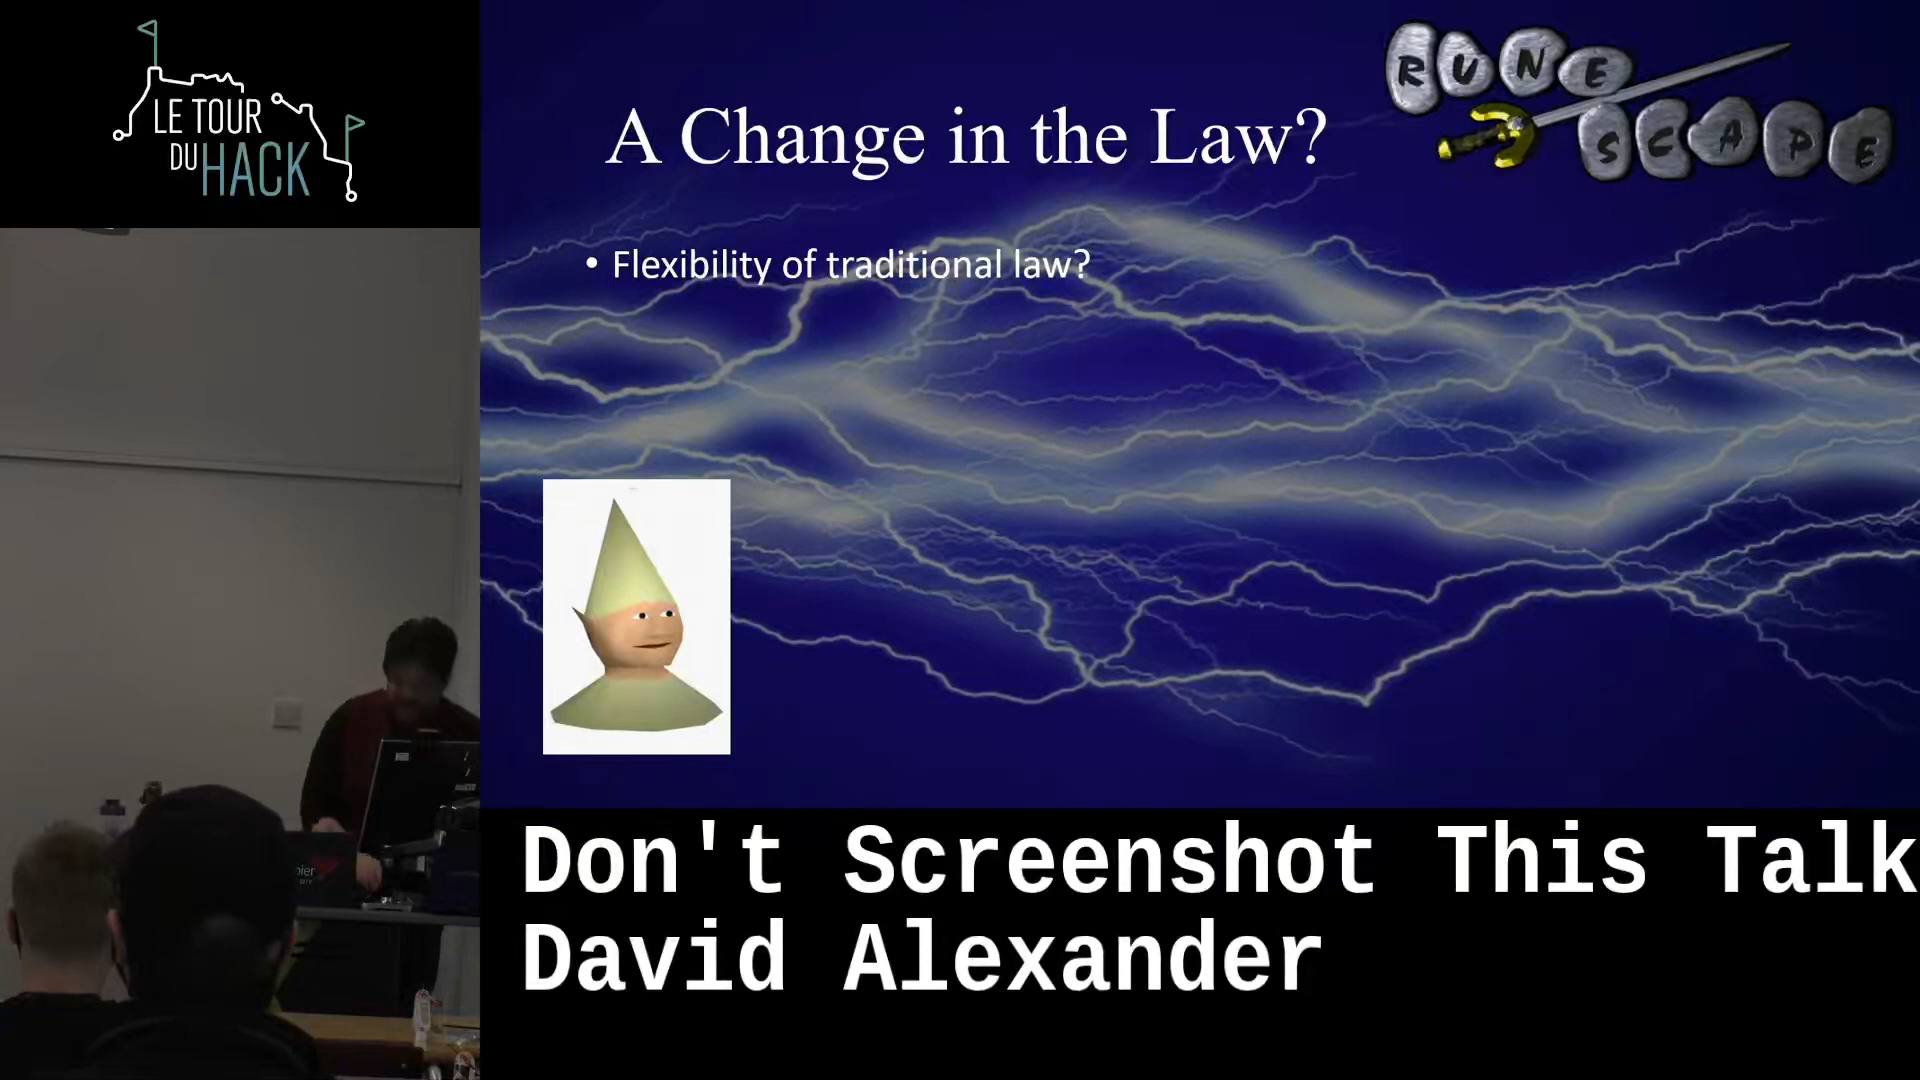 LE TOUR
DU HACK
RUNE
SCAPE
A Change in the Law?
• Flexibility of traditional law?
Don't Screenshot This Talk
David Alexander